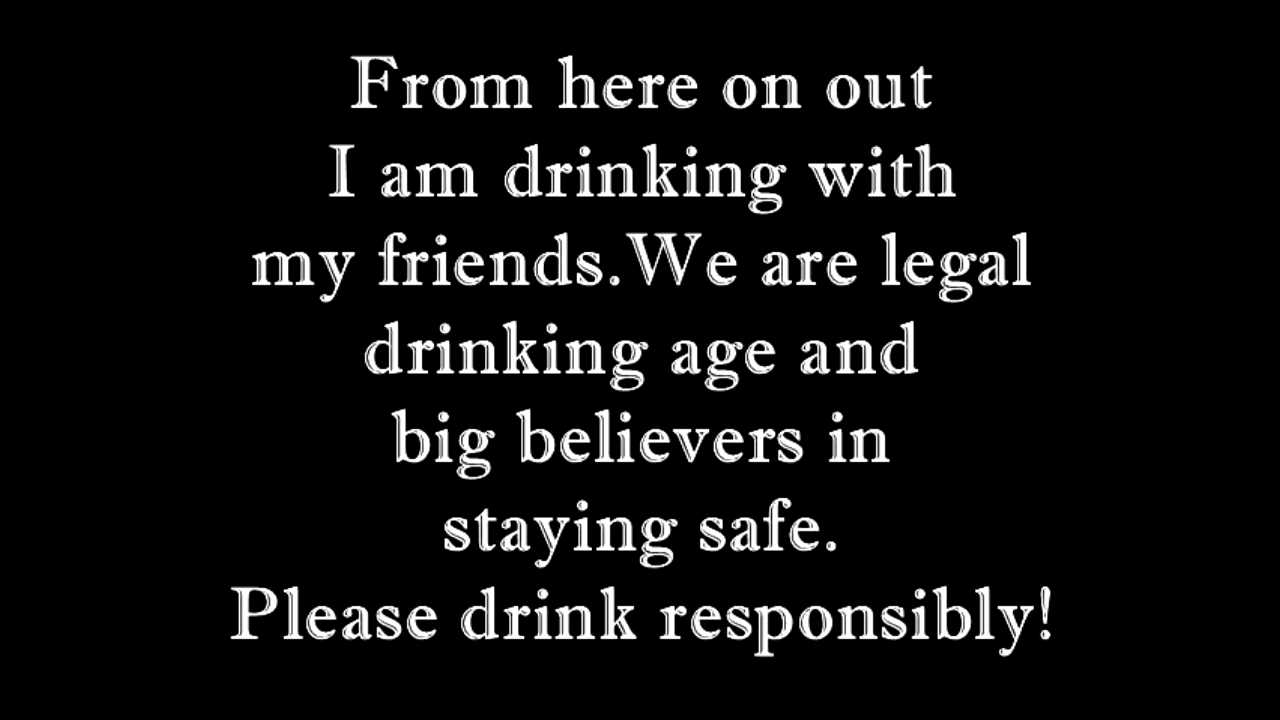 From here on out
I am drinking with
my friends.We are legal
drinking age and
big believers in
staying safe.
Please drink responsibly!